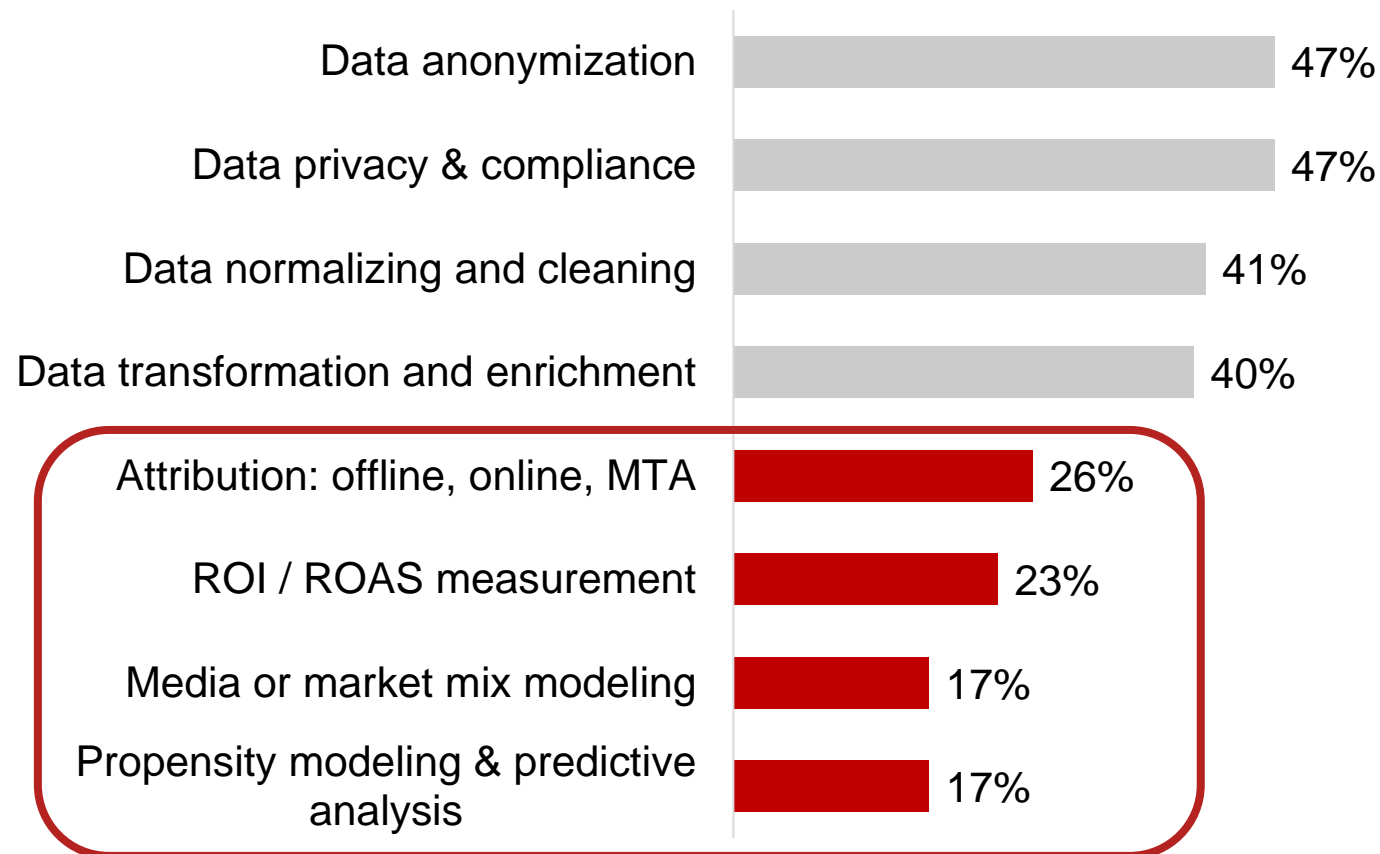 Data anonymization 47%
Data privacy & compliance 47%
Data normalizing and cleaning 41%
Data transformation and enrichment 40%
Attribution: offline, online, MTA 26%
ROI / ROAS measurement 23%
Media or market mix modeling 17%
Propensity modeling & predictive
analysis 17%